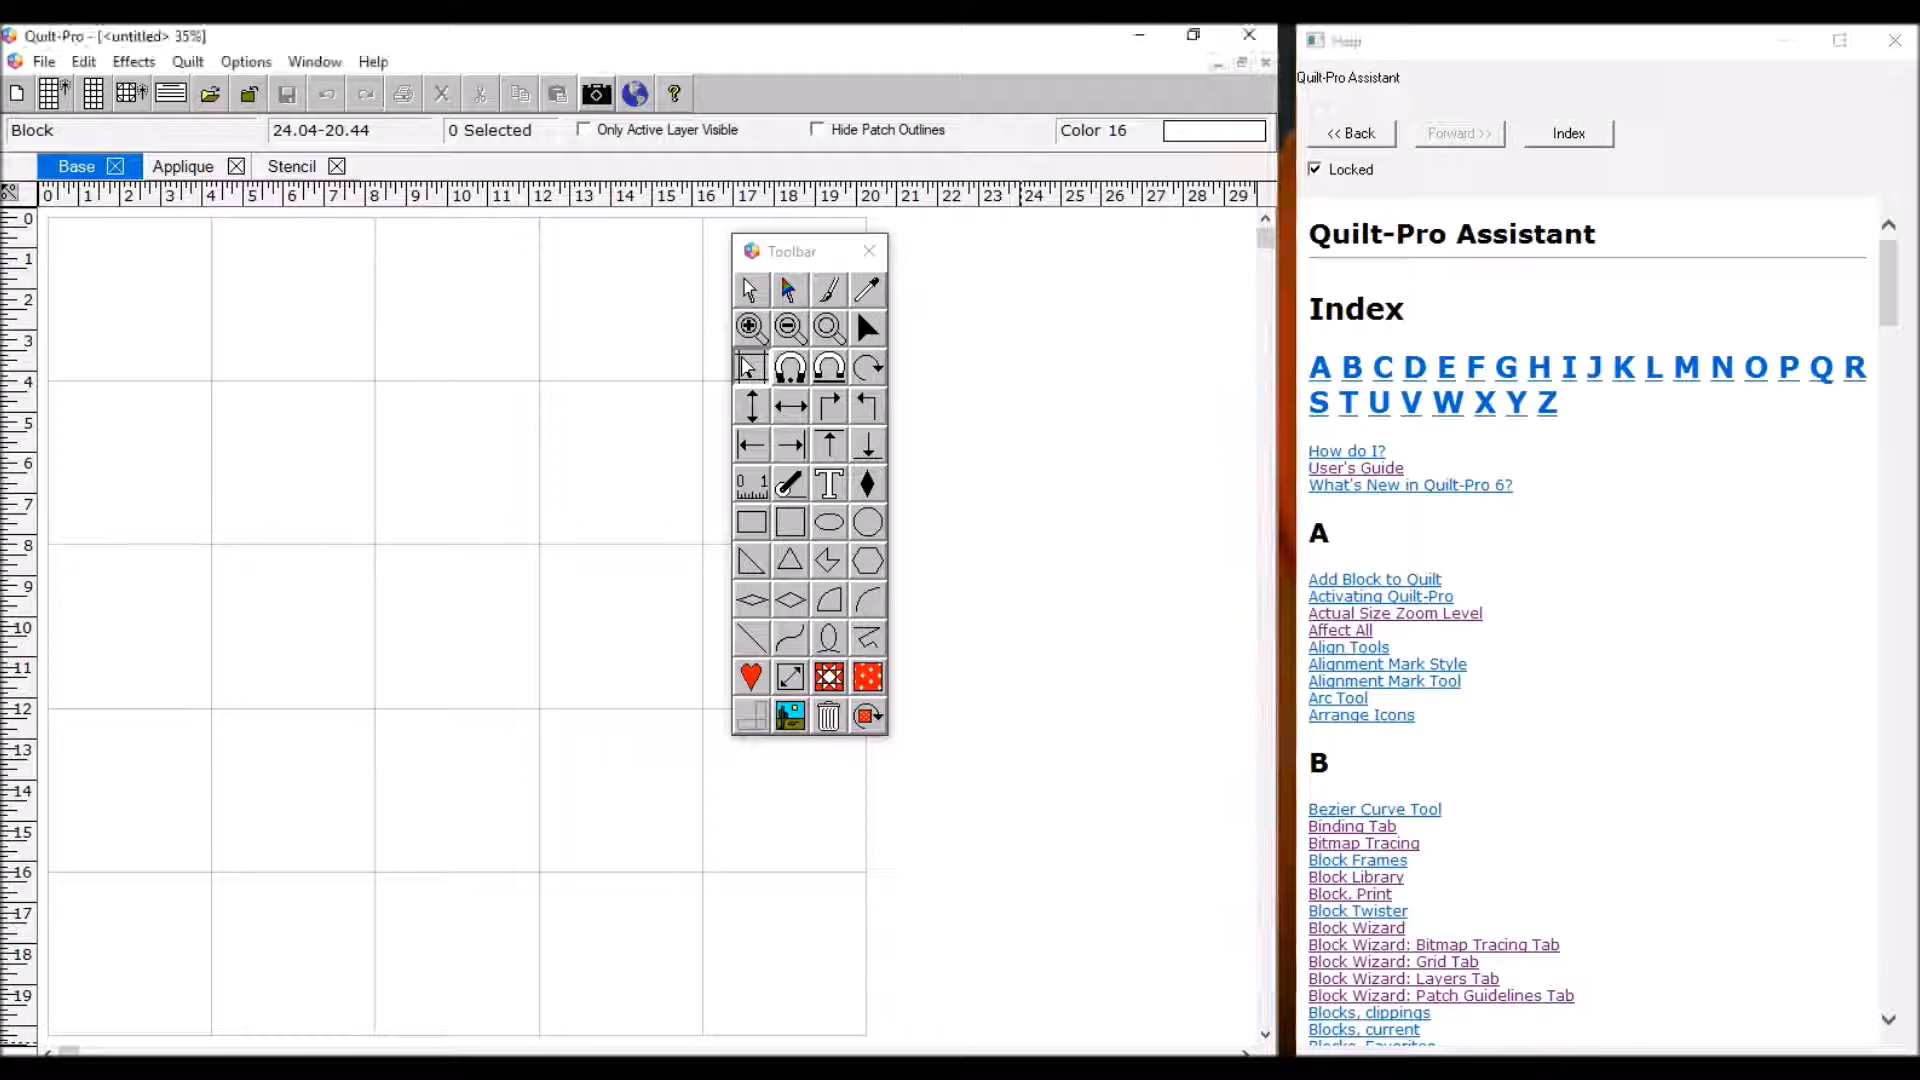 Quilt-Pro - [<untitled> 35%]
File Edit Effects Quilt Options Window Help
Block 24.04-20.44 0 Selected Only Active Layer Visible Hide Patch Outlines Color 16
Base Applique Stencil
0 1 2 3 4 5 6 7 8 9 10 11 12 13 14 15 16 17 18 19 20 21 22 23 24 25 26 27 28 29
0
1
2
3
4
5
6
7
8
9
10
11
12
13
14
15
16
17
18
19
Toolbar
0 1
T
Help
Quilt-Pro Assistant
<< Back Forward >> Index
Locked
Quilt-Pro Assistant
Index
A B C D E F G H I J K L M N O P Q R
S T U V W X Y Z
How do I?
User's Guide
What's New in Quilt-Pro 6?
A
Add Block to Quilt
Activating Quilt-Pro
Actual Size Zoom Level
Affect All
Align Tools
Alignment Mark Style
Alignment Mark Tool
Arc Tool
Arrange Icons
B
Bezier Curve Tool
Binding Tab
Bitmap Tracing
Block Frames
Block Library
Block, Print
Block Twister
Block Wizard
Block Wizard: Bitmap Tracing Tab
Block Wizard: Grid Tab
Block Wizard: Layers Tab
Block Wizard: Patch Guidelines Tab
Blocks, clippings
Blocks, current
Blocks, Favorites